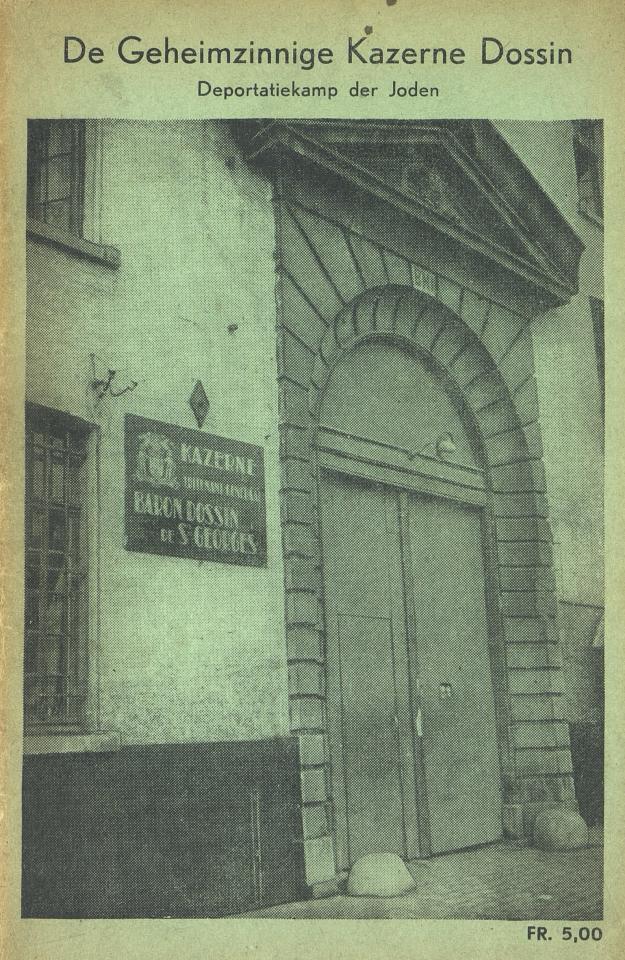 De Geheimzinnige Kazerne Dossin
Deportatiekamp der Joden
KAZERNE
BARON DOSSIN
DE ST GEORGES
FR. 5,00